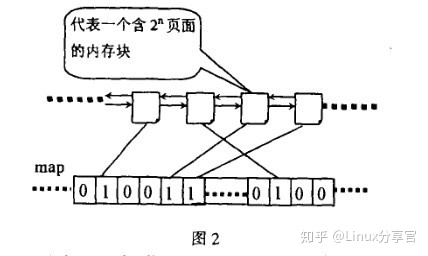 代表一个含 2ⁿ 页面
的内存块
map
0 1 0 0 1 1 0 1 0 0
图 2
知乎 @Linux分享官